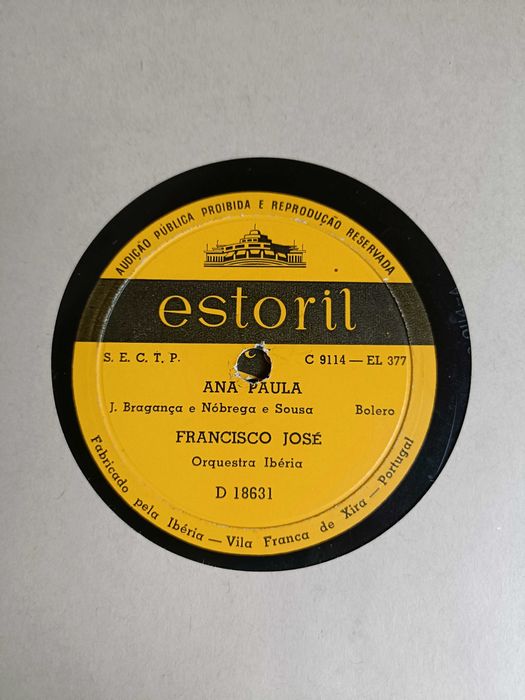 AUDIÇÃO PÚBLICA PROIBIDA E REPRODUÇÃO RESERVADA
estoril
S. E. C. T. P.
C 9114 — EL 377
ANA PAULA
J. Bragança e Nóbrega e Sousa Bolero
FRANCISCO JOSÉ
Orquestra Ibéria
D 18631
Fabricado pela Ibéria — Vila Franca de Xira — Portugal